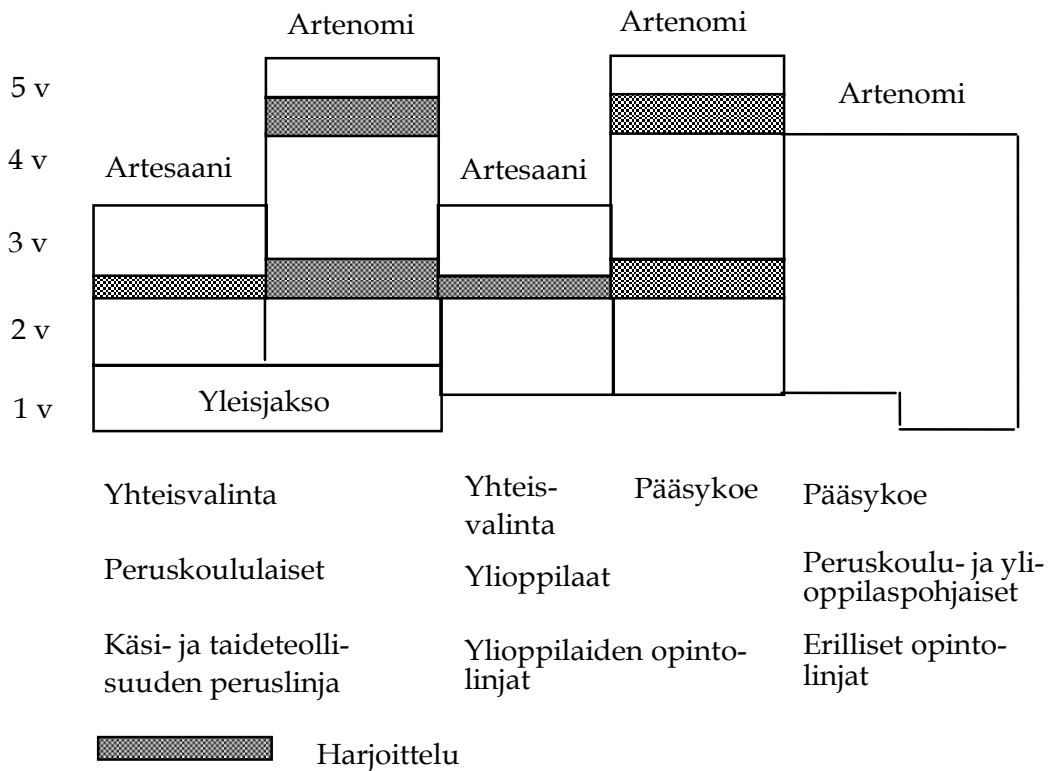 Artenomi
Artenomi
5 v
Artenomi
4 v
Artesaani
Artesaani
3 v
2 v
Yleisjakso
1 v
Yhteisvalinta
Yhteis-
valinta
Pääsykoe
Pääsykoe
Peruskoululaiset
Ylioppilaat
Peruskoulu- ja yli-
oppilaspohjaiset
Käsi- ja taideteolli-
suuden peruslinja
Ylioppilaiden opinto-
linjat
Erilliset opinto-
linjat
Harjoittelu